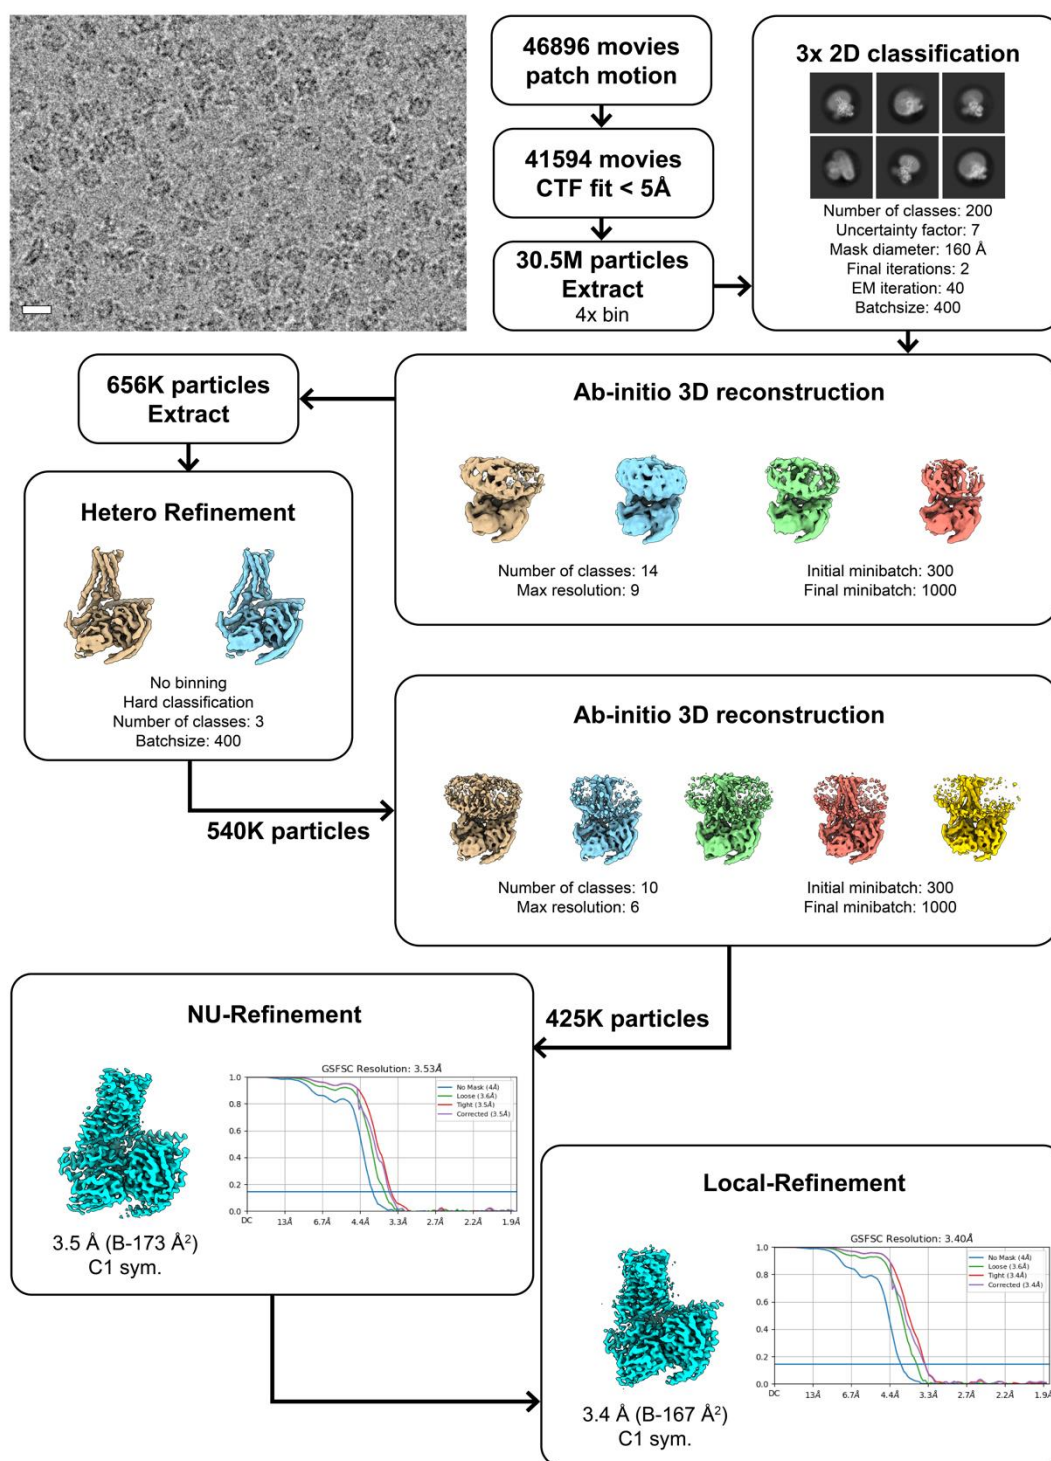 46896 movies
patch motion
41594 movies
CTF fit < 5Å
30.5M particles
Extract
4x bin
3x 2D classification
Number of classes: 200
Uncertainty factor: 7
Mask diameter: 160 Å
Final iterations: 2
EM iteration: 40
Batchsize: 400
Ab-initio 3D reconstruction
Number of classes: 14
Max resolution: 9
Initial minibatch: 300
Final minibatch: 1000
656K particles
Extract
Hetero Refinement
No binning
Hard classification
Number of classes: 3
Batchsize: 400
540K particles
Ab-initio 3D reconstruction
Number of classes: 10
Max resolution: 6
Initial minibatch: 300
Final minibatch: 1000
425K particles
NU-Refinement
GSFSC Resolution: 3.53Å
No Mask (4Å)
Loose (3.6Å)
Tight (3.5Å)
Corrected (3.5Å)
1.0
0.8
0.6
0.4
0.2
0.0
DC 13Å 6.7Å 4.4Å 3.3Å 2.7Å 2.2Å 1.9Å
3.5 Å (B-173 Å²)
C1 sym.
Local-Refinement
GSFSC Resolution: 3.40Å
No Mask (4Å)
Loose (3.6Å)
Tight (3.4Å)
Corrected (3.4Å)
1.0
0.8
0.6
0.4
0.2
0.0
DC 13Å 6.7Å 4.4Å 3.3Å 2.7Å 2.2Å 1.9Å
3.4 Å (B-167 Å²)
C1 sym.